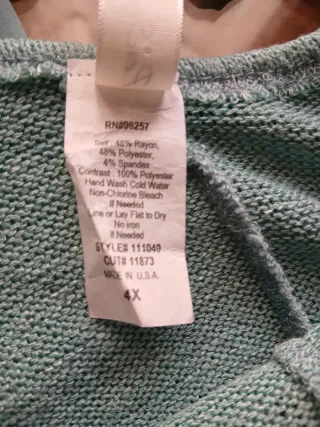 RN#96257
Self : 48% Rayon,
48% Polyester,
4% Spandex
Contrast : 100% Polyester
Hand Wash Cold Water
Non-Chlorine Bleach
If Needed
Line or Lay Flat to Dry
No iron
If Needed
STYLE# 111040
CUT# 11873
MADE IN U.S.A.
4X